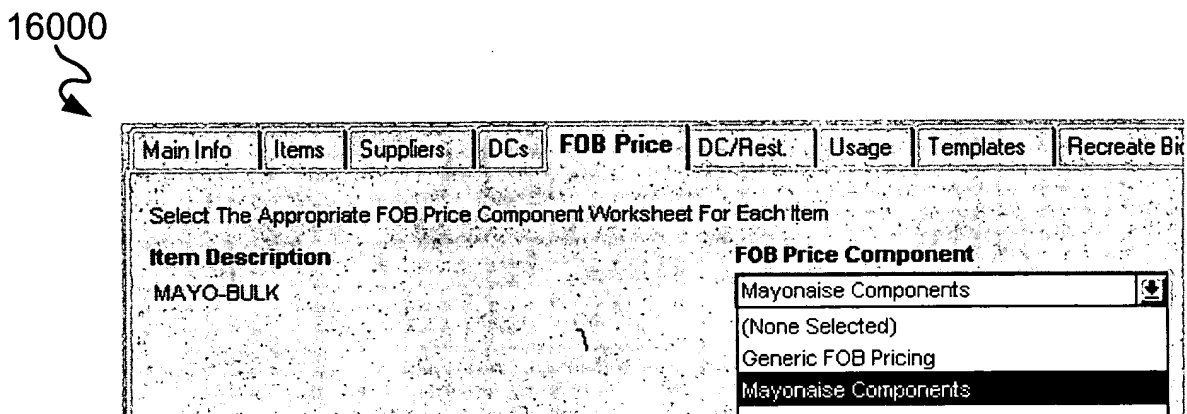 16000
Main Info Items Suppliers DCs FOB Price DC/Rest. Usage Templates Recreate
Select The Appropriate FOB Price Component Worksheet For Each Item
Item Description FOB Price Component
MAYO-BULK Mayonaise Components
(None Selected)
Generic FOB Pricing
Mayonaise Components